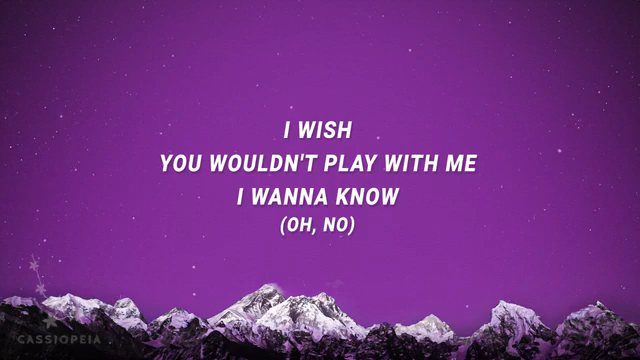 I WISH
YOU WOULDN'T PLAY WITH ME
I WANNA KNOW
(OH, NO)
CASSIOPEIA